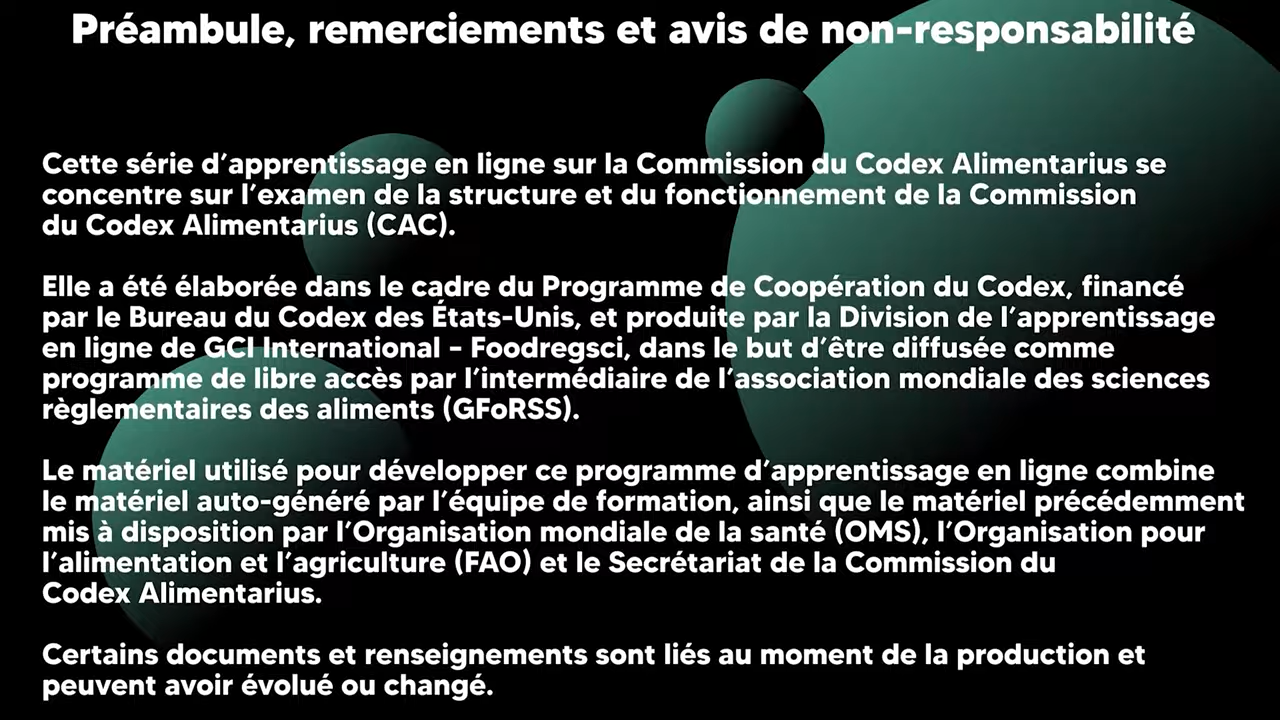 Préambule, remerciements et avis de non-responsabilité
Cette série d'apprentissage en ligne sur la Commission du Codex Alimentarius se
concentre sur l'examen de la structure et du fonctionnement de la Commission
du Codex Alimentarius (CAC).
Elle a été élaborée dans le cadre du Programme de Coopération du Codex, financé
par le Bureau du Codex des États-Unis, et produite par la Division de l'apprentissage
en ligne de GCI International – Foodregsci, dans le but d'être diffusée comme
programme de libre accès par l'intermédiaire de l'association mondiale des sciences
règlementaires des aliments (GFoRSS).
Le matériel utilisé pour développer ce programme d'apprentissage en ligne combine
le matériel auto-généré par l'équipe de formation, ainsi que le matériel précédemment
mis à disposition par l'Organisation mondiale de la santé (OMS), l'Organisation pour
l'alimentation et l'agriculture (FAO) et le Secrétariat de la Commission du
Codex Alimentarius.
Certains documents et renseignements sont liés au moment de la production et
peuvent avoir évolué ou changé.